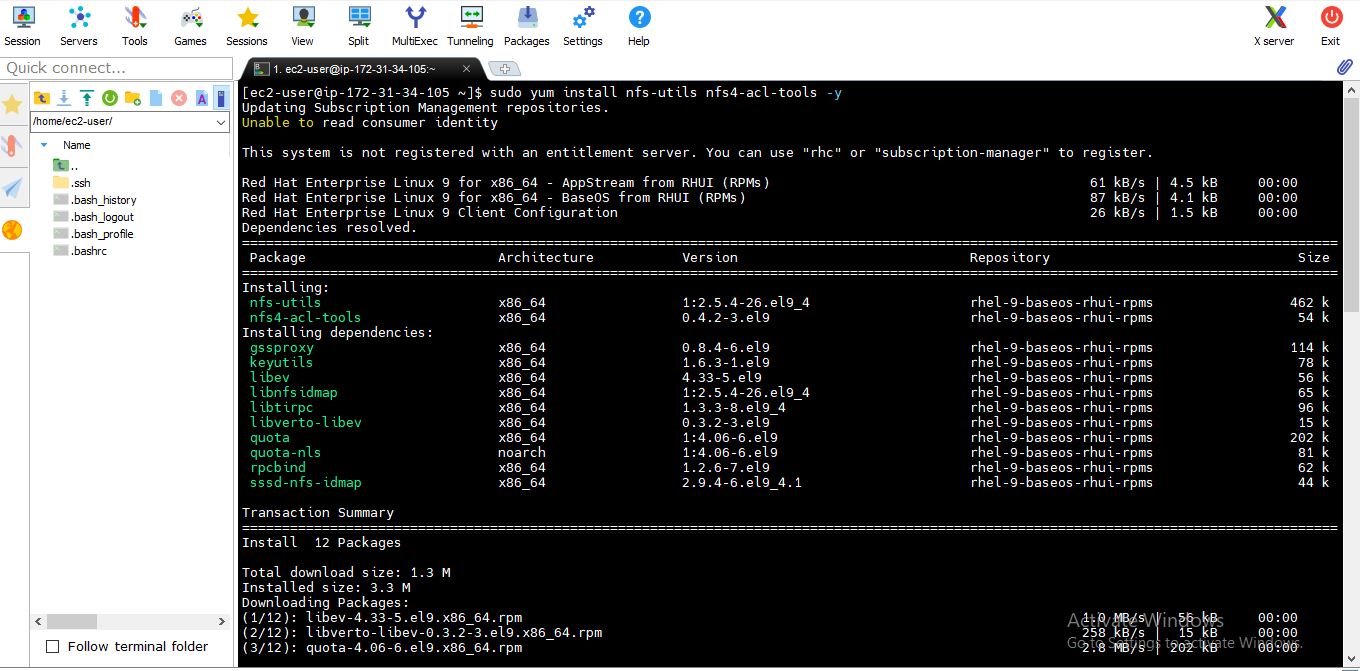 Session Servers Tools Games Sessions View Split MultiExec Tunneling Packages Settings Help X server Exit
Quick connect...
1. ec2-user@ip-172-31-34-105:~
/home/ec2-user/
Name
..
.ssh
.bash_history
.bash_logout
.bash_profile
.bashrc
Follow terminal folder
[ec2-user@ip-172-31-34-105 ~]$ sudo yum install nfs-utils nfs4-acl-tools -y
Updating Subscription Management repositories.
Unable to read consumer identity
This system is not registered with an entitlement server. You can use "rhc" or "subscription-manager" to register.
Red Hat Enterprise Linux 9 for x86_64 - AppStream from RHUI (RPMs) 61 kB/s | 4.5 kB 00:00
Red Hat Enterprise Linux 9 for x86_64 - BaseOS from RHUI (RPMs) 87 kB/s | 4.1 kB 00:00
Red Hat Enterprise Linux 9 Client Configuration 26 kB/s | 1.5 kB 00:00
Dependencies resolved.
Package Architecture Version Repository Size
Installing:
nfs-utils x86_64 1:2.5.4-26.el9_4 rhel-9-baseos-rhui-rpms 462 k
nfs4-acl-tools x86_64 0.4.2-3.el9 rhel-9-baseos-rhui-rpms 54 k
Installing dependencies:
gssproxy x86_64 0.8.4-6.el9 rhel-9-baseos-rhui-rpms 114 k
keyutils x86_64 1.6.3-1.el9 rhel-9-baseos-rhui-rpms 78 k
libev x86_64 4.33-5.el9 rhel-9-baseos-rhui-rpms 56 k
libnfsidmap x86_64 1:2.5.4-26.el9_4 rhel-9-baseos-rhui-rpms 65 k
libtirpc x86_64 1.3.3-8.el9_4 rhel-9-baseos-rhui-rpms 96 k
libverto-libev x86_64 0.3.2-3.el9 rhel-9-baseos-rhui-rpms 15 k
quota x86_64 1:4.06-6.el9 rhel-9-baseos-rhui-rpms 202 k
quota-nls noarch 1:4.06-6.el9 rhel-9-baseos-rhui-rpms 81 k
rpcbind x86_64 1.2.6-7.el9 rhel-9-baseos-rhui-rpms 62 k
sssd-nfs-idmap x86_64 2.9.4-6.el9_4.1 rhel-9-baseos-rhui-rpms 44 k
Transaction Summary
Install 12 Packages
Total download size: 1.3 M
Installed size: 3.3 M
Downloading Packages:
(1/12): libev-4.33-5.el9.x86_64.rpm 1.0 MB/s | 56 kB 00:00
(2/12): libverto-libev-0.3.2-3.el9.x86_64.rpm 258 kB/s | 15 kB 00:00
(3/12): quota-4.06-6.el9.x86_64.rpm 2.8 MB/s | 202 kB 00:00
Activate Windows
Go to Settings to activate Windows.